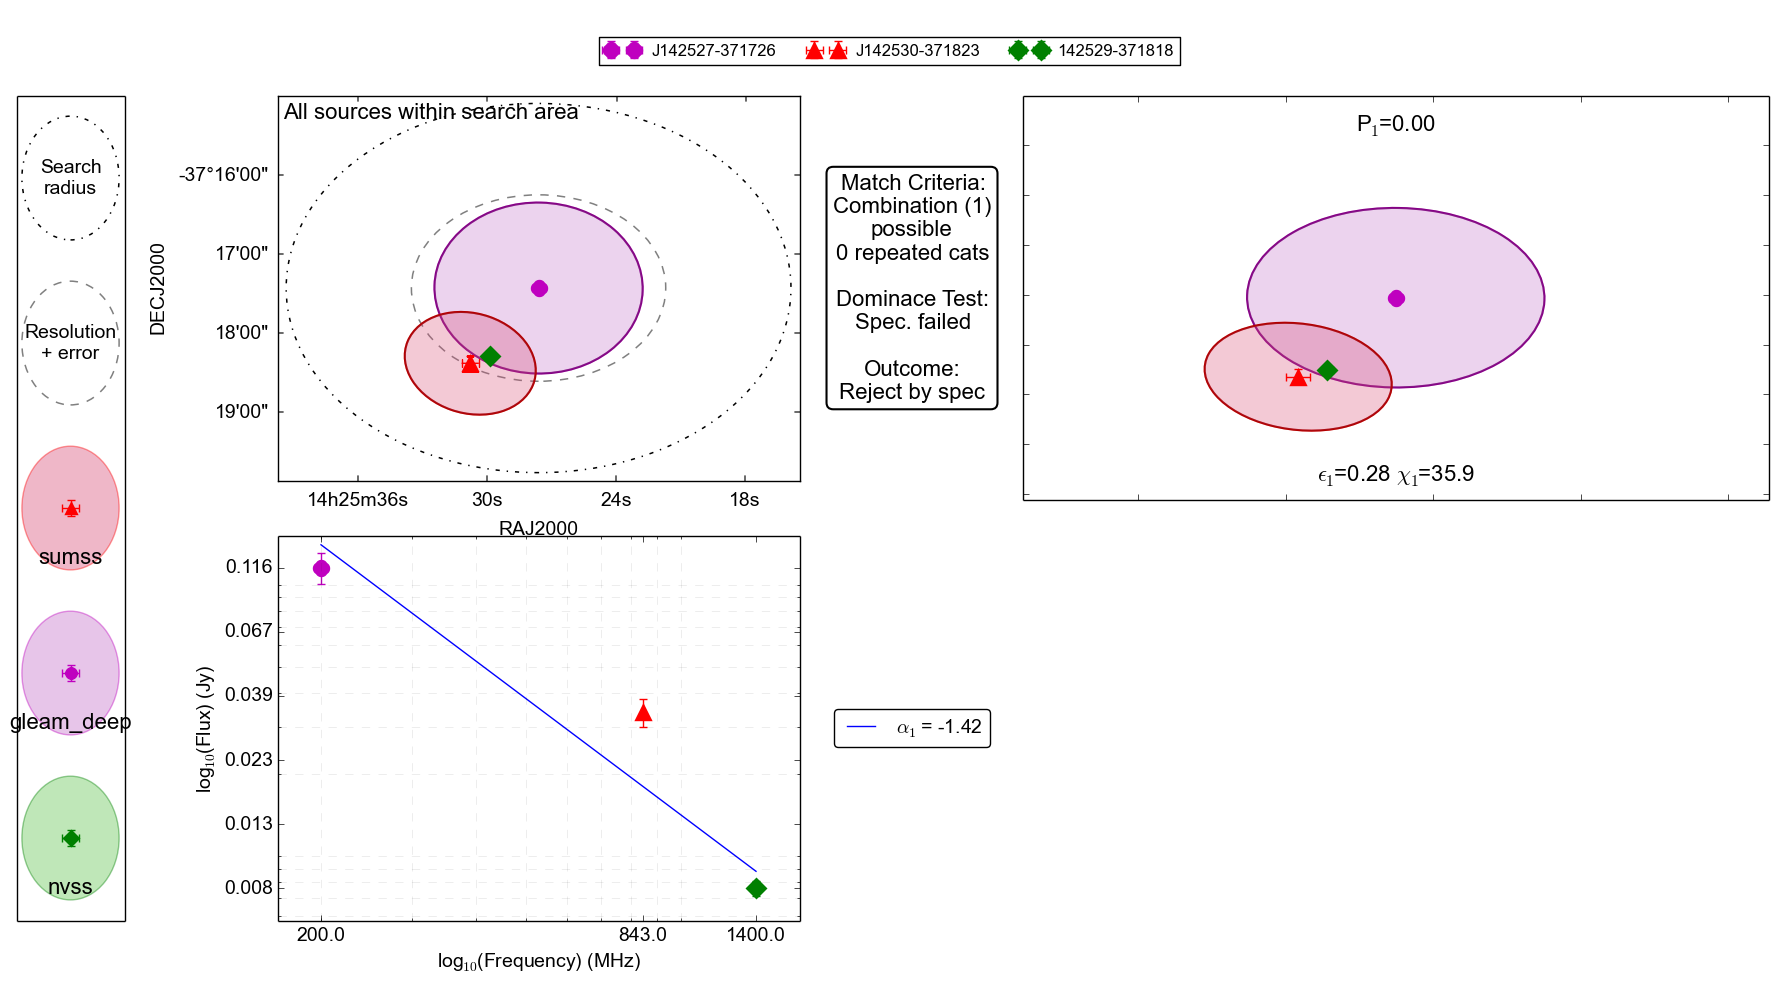 J142527-371726 J142530-371823 142529-371818
Search
radius
Resolution
+ error
sumss
gleam_deep
nvss
All sources within search area
DECJ2000
-37°16'00"
17'00"
18'00"
19'00"
14h25m36s 30s 24s 18s
RAJ2000
Match Criteria:
Combination (1)
possible
0 repeated cats
Dominace Test:
Spec. failed
Outcome:
Reject by spec
P₁=0.00
ϵ₁=0.28 χ₁=35.9
log₁₀(Flux) (Jy)
0.116
0.067
0.039
0.023
0.013
0.008
200.0 843.0 1400.0
log₁₀(Frequency) (MHz)
α₁ = -1.42